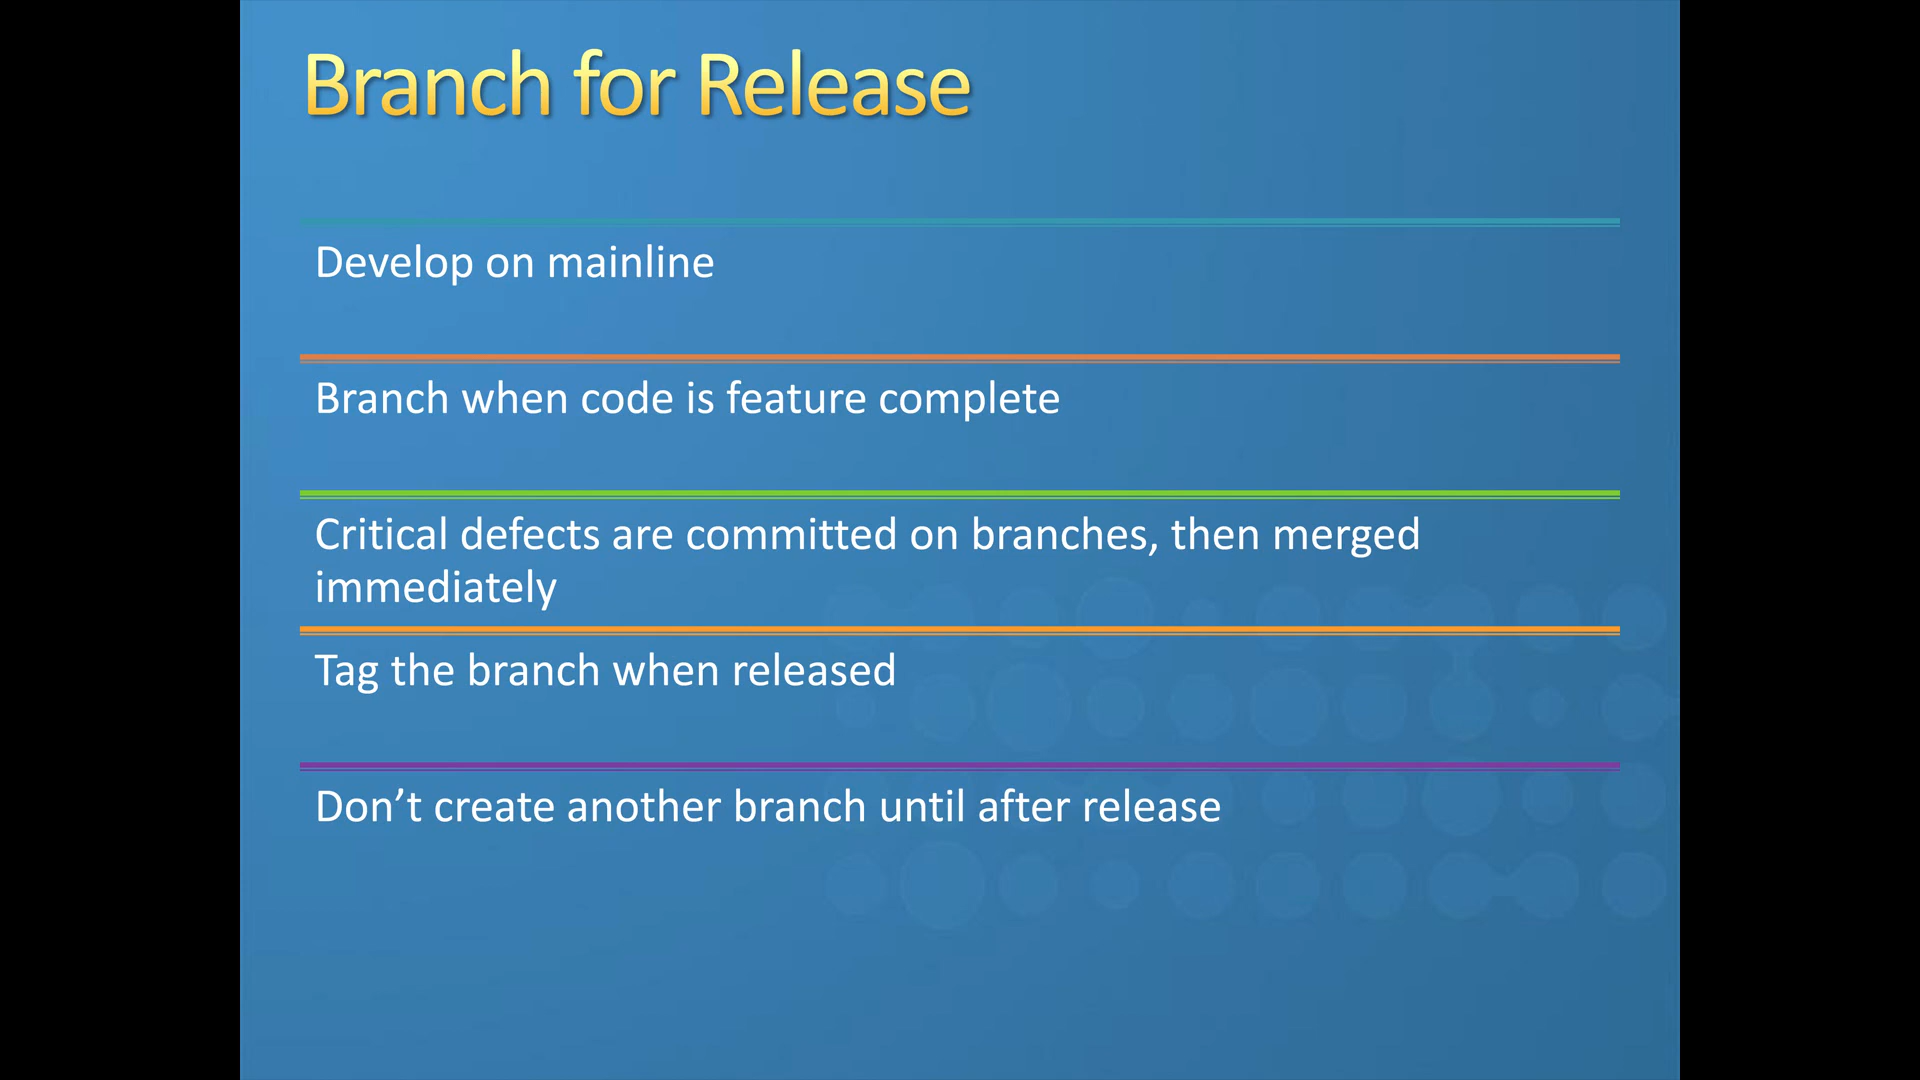 Branch for Release
Develop on mainline
Branch when code is feature complete
Critical defects are committed on branches, then merged
immediately
Tag the branch when released
Don’t create another branch until after release